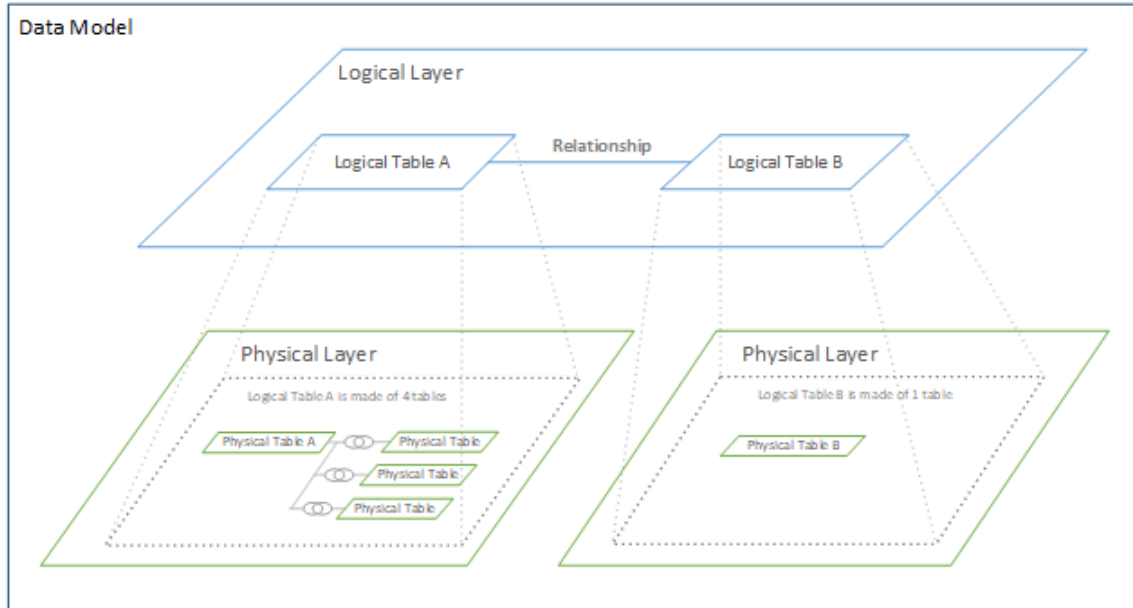 Data Model
Logical Layer
Relationship
Logical Table A
Logical Table B
Physical Layer
Logical Table A is made of 4 tables
Physical Table A
Physical Table
Physical Table
Physical Table
Physical Layer
Logical Table B is made of 1 table
Physical Table B